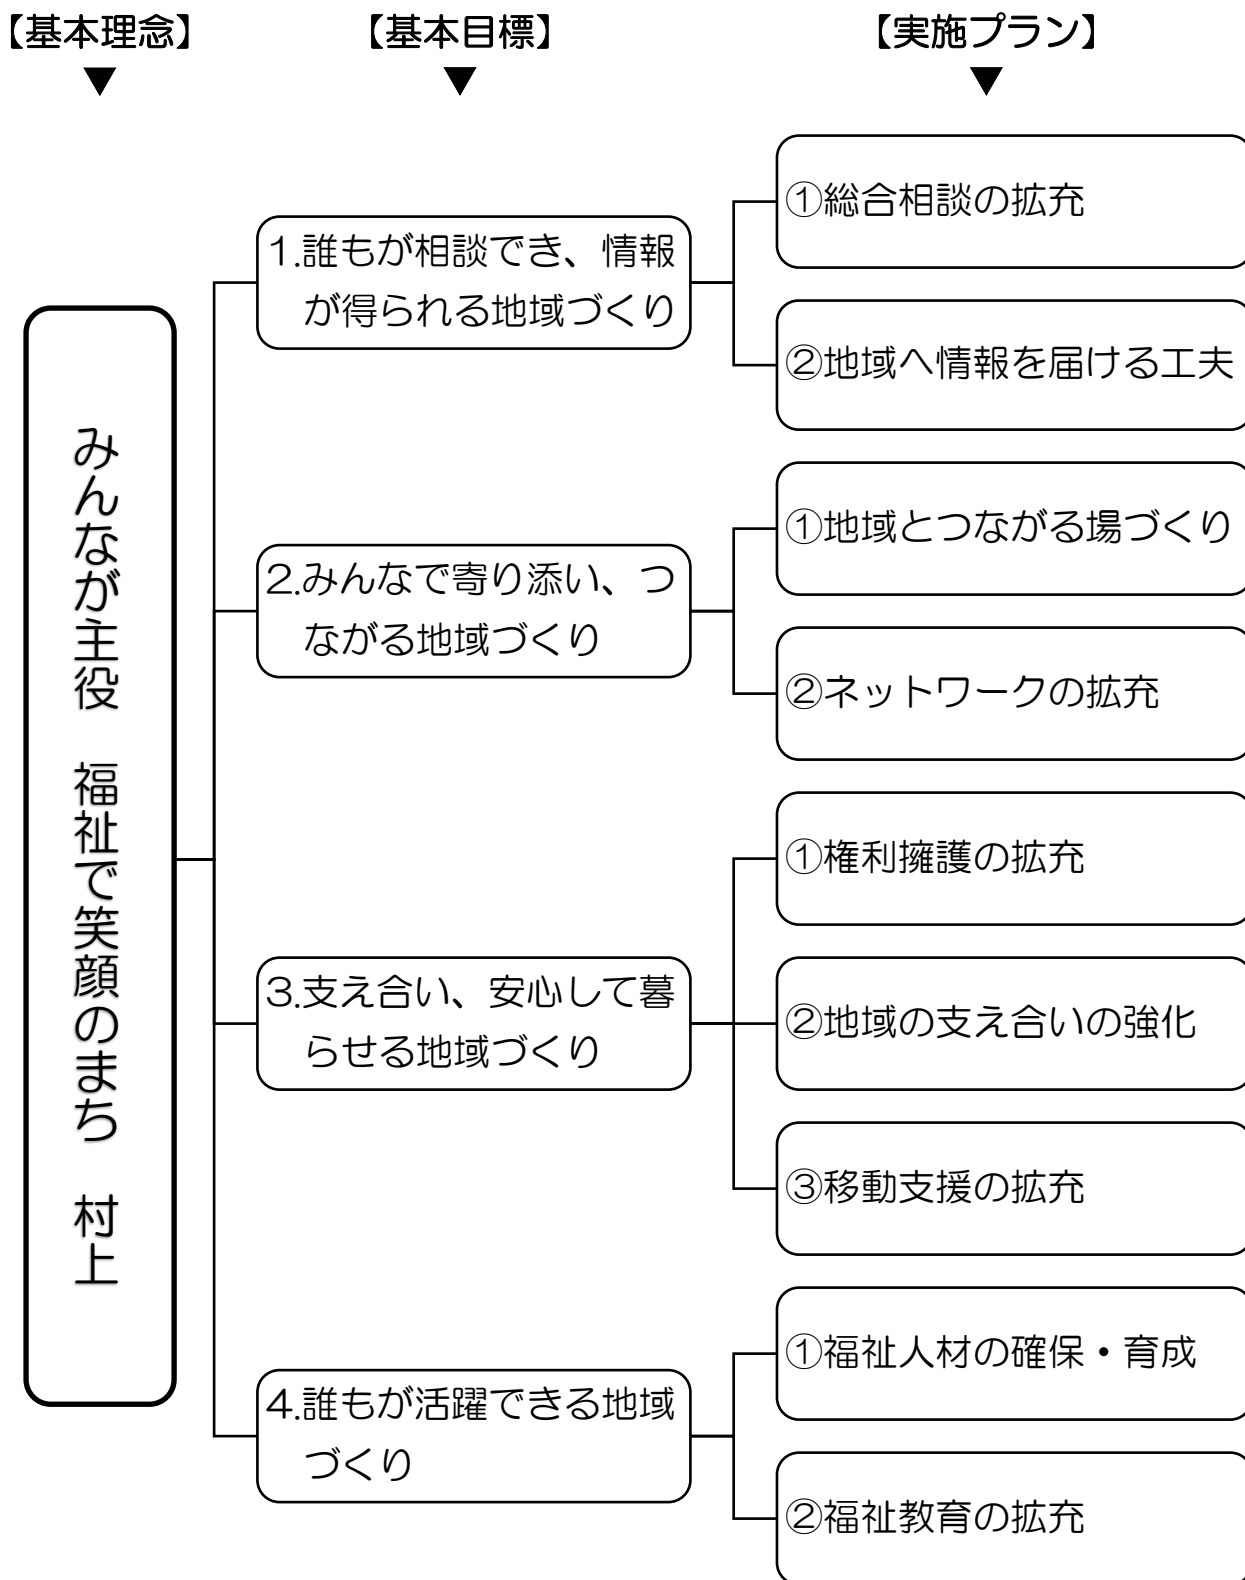 【基本理念】
【基本目標】
【実施プラン】
▼
▼
▼
みんなが主役　福祉で笑顔のまち　村上
1.誰もが相談でき、情報
が得られる地域づくり
①総合相談の拡充
②地域へ情報を届ける工夫
2.みんなで寄り添い、つ
ながる地域づくり
①地域とつながる場づくり
②ネットワークの拡充
3.支え合い、安心して暮
らせる地域づくり
①権利擁護の拡充
②地域の支え合いの強化
③移動支援の拡充
4.誰もが活躍できる地域
づくり
①福祉人材の確保・育成
②福祉教育の拡充